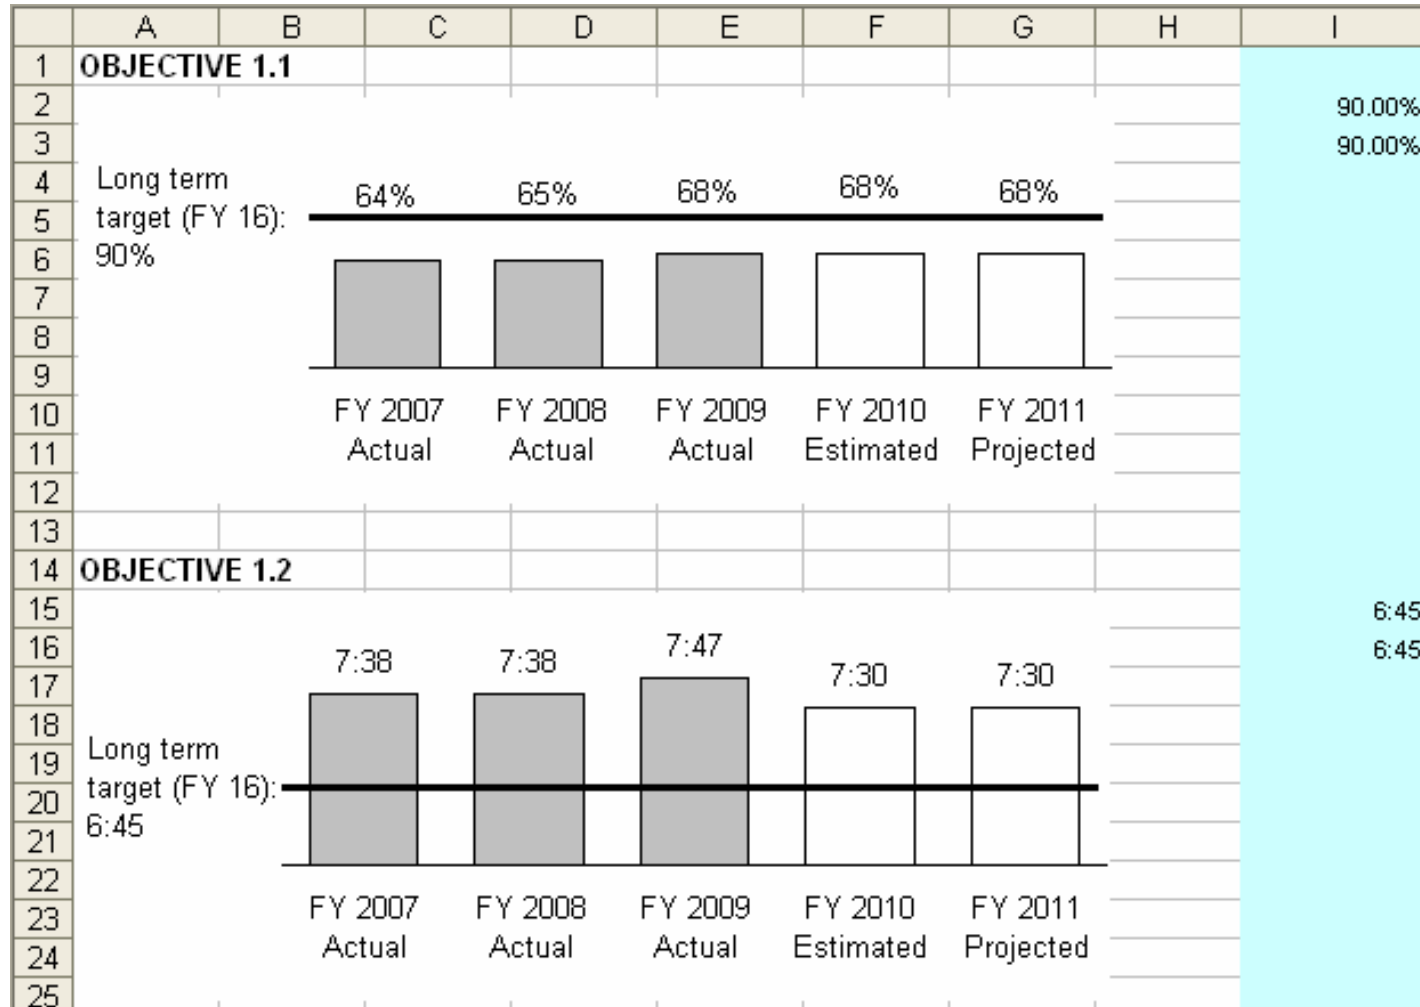 A B C D E F G H I
1 OBJECTIVE 1.1
2 90.00%
3 90.00%
4 Long term 64% 65% 68% 68% 68%
5 target (FY 16):
6 90%
7
8
9
10 FY 2007 FY 2008 FY 2009 FY 2010 FY 2011
11 Actual Actual Actual Estimated Projected
12
13
14 OBJECTIVE 1.2
15 6:45
16 7:38 7:38 7:47 7:30 7:30 6:45
17
18
19 Long term
20 target (FY 16):
21 6:45
22
23 FY 2007 FY 2008 FY 2009 FY 2010 FY 2011
24 Actual Actual Actual Estimated Projected
25